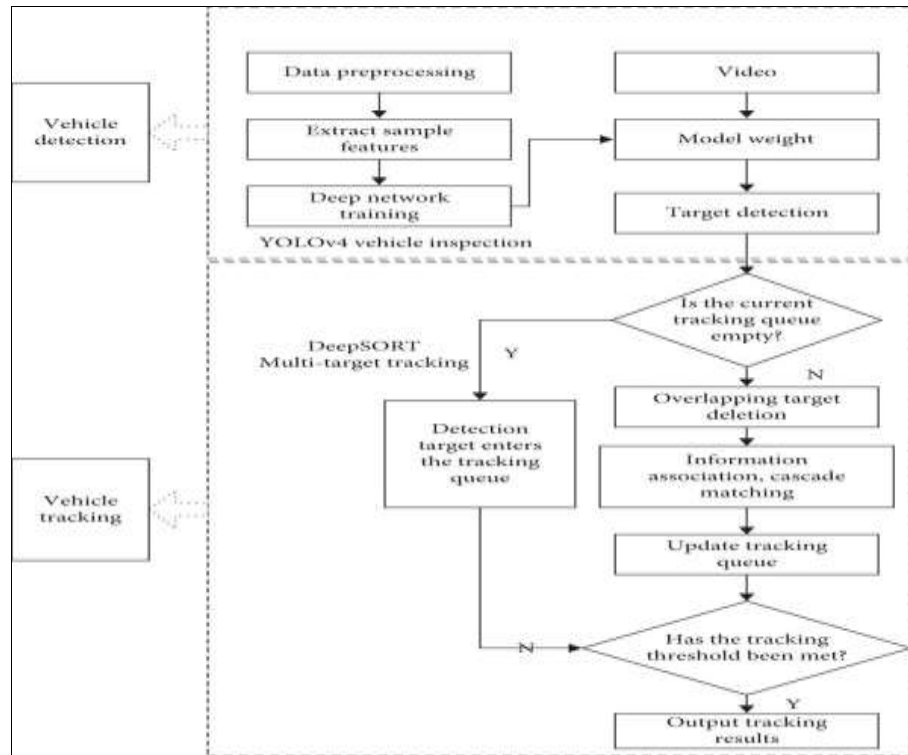 Data preprocessing
Video
Vehicle
detection
Extract sample
features
Model weight
Deep network
training
Target detection
YOLOv4 vehicle inspection
Is the current
tracking queue
empty?
DeepSORT
Multi-target tracking
Y
N
Overlapping target
deletion
Detection
target enters
the tracking
queue
Information
association, cascade
matching
Vehicle
tracking
Update tracking
queue
Has the tracking
threshold been met?
N
Y
Output tracking
results